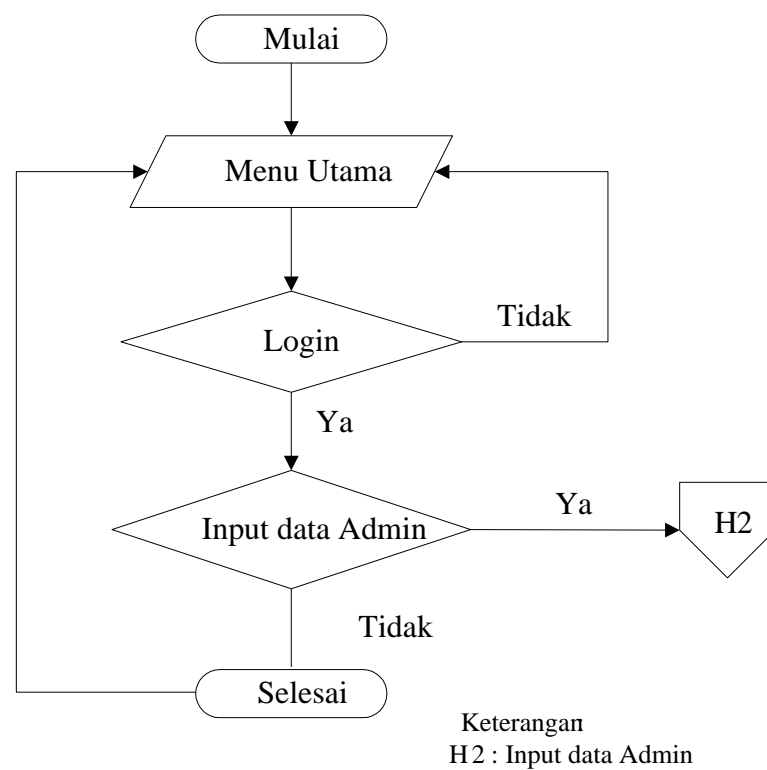 Mulai
Menu Utama
Tidak
Login
Ya
Ya
Input data Admin
H2
Tidak
Selesai
Keterangan:
H2 : Input data Admin